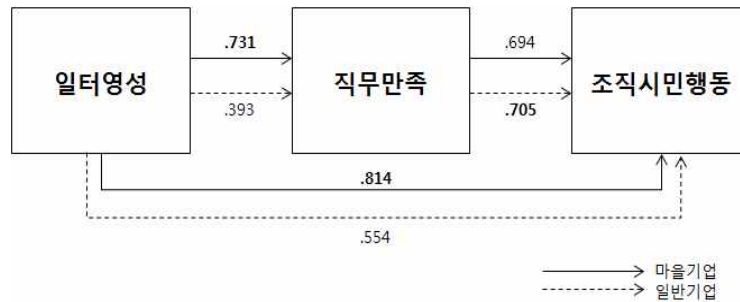 .731
.694
일터영성
직무만족
조직시민행동
.393
.705
.814
.554
마을기업
일반기업